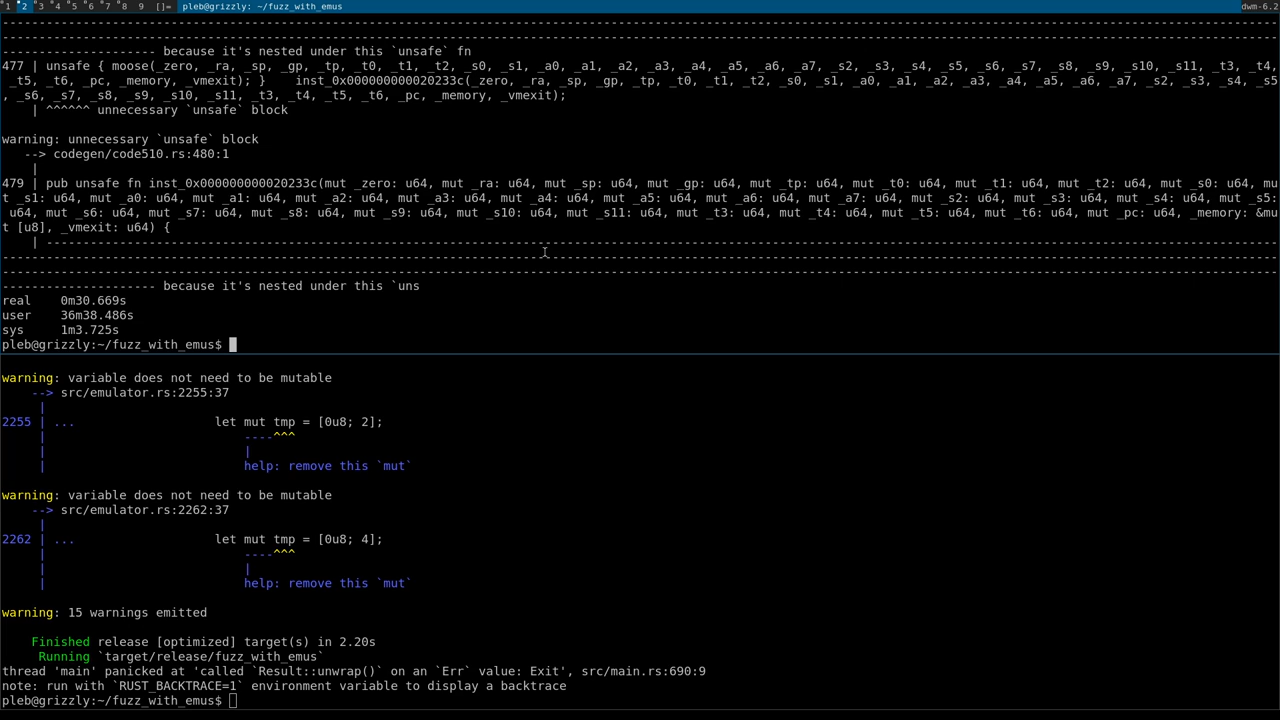 1 2 3 4 5 6 7 8 9 []= pleb@grizzly: ~/fuzz_with_emus dwm-6.2
--------------------------------------------------------------------------------------------------------------------------------------------------------------------------------
--------------------------------------------------------------------------------------------------------------------------------------------------------------------------------
-------------------- because it's nested under this `unsafe` fn
477 | unsafe { moose(_zero, _ra, _sp, _gp, _tp, _t0, _t1, _t2, _s0, _s1, _a0, _a1, _a2, _a3, _a4, _a5, _a6, _a7, _s2, _s3, _s4, _s5, _s6, _s7, _s8, _s9, _s10, _s11, _t3, _t4,
_t5, _t6, _pc, _memory, _vmexit); }    inst_0x000000000020233c(_zero, _ra, _sp, _gp, _tp, _t0, _t1, _t2, _s0, _s1, _a0, _a1, _a2, _a3, _a4, _a5, _a6, _a7, _s2, _s3, _s4, _s5
, _s6, _s7, _s8, _s9, _s10, _s11, _t3, _t4, _t5, _t6, _pc, _memory, _vmexit);
    | ^^^^^^ unnecessary `unsafe` block
warning: unnecessary `unsafe` block
   --> codegen/code510.rs:480:1
    |
479 | pub unsafe fn inst_0x000000000020233c(mut _zero: u64, mut _ra: u64, mut _sp: u64, mut _gp: u64, mut _tp: u64, mut _t0: u64, mut _t1: u64, mut _t2: u64, mut _s0: u64, mu
t _s1: u64, mut _a0: u64, mut _a1: u64, mut _a2: u64, mut _a3: u64, mut _a4: u64, mut _a5: u64, mut _a6: u64, mut _a7: u64, mut _s2: u64, mut _s3: u64, mut _s4: u64, mut _s5:
 u64, mut _s6: u64, mut _s7: u64, mut _s8: u64, mut _s9: u64, mut _s10: u64, mut _s11: u64, mut _t3: u64, mut _t4: u64, mut _t5: u64, mut _t6: u64, mut _pc: u64, _memory: &mu
t [u8], _vmexit: u64) {
    | --------------------------------------------------------------------------------------------------------------------------------------------------------------------------
--------------------------------------------------------------------------------------------------------------------------------------------------------------------------------
--------------------------------------------------------------------------------------------------------------------------------------------------------------------------------
-------------------- because it's nested under this `uns
real    0m30.669s
user    36m38.486s
sys     1m3.725s
pleb@grizzly:~/fuzz_with_emus$
warning: variable does not need to be mutable
    --> src/emulator.rs:2255:37
     |
2255 | ...                   let mut tmp = [0u8; 2];
     |                           ----^^^
     |                           |
     |                           help: remove this `mut`
warning: variable does not need to be mutable
    --> src/emulator.rs:2262:37
     |
2262 | ...                   let mut tmp = [0u8; 4];
     |                           ----^^^
     |                           |
     |                           help: remove this `mut`
warning: 15 warnings emitted
    Finished release [optimized] target(s) in 2.20s
     Running `target/release/fuzz_with_emus`
thread 'main' panicked at 'called `Result::unwrap()` on an `Err` value: Exit', src/main.rs:690:9
note: run with `RUST_BACKTRACE=1` environment variable to display a backtrace
pleb@grizzly:~/fuzz_with_emus$